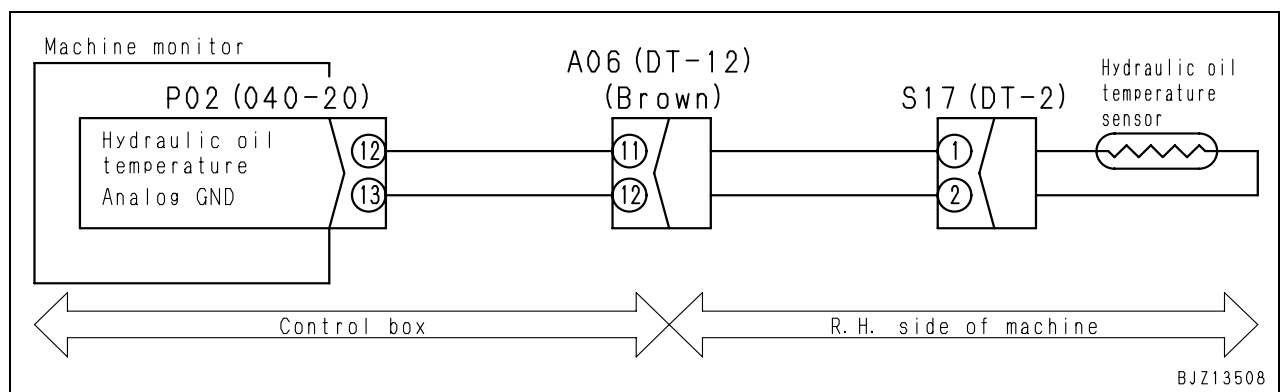 Machine monitor
P02 (040-20)
Hydraulic oil
temperature
Analog GND
12
13
A06 (DT-12)
(Brown)
11
12
S17 (DT-2)
1
2
Hydraulic oil
temperature
sensor
Control box
R. H. side of machine
BJZ13508